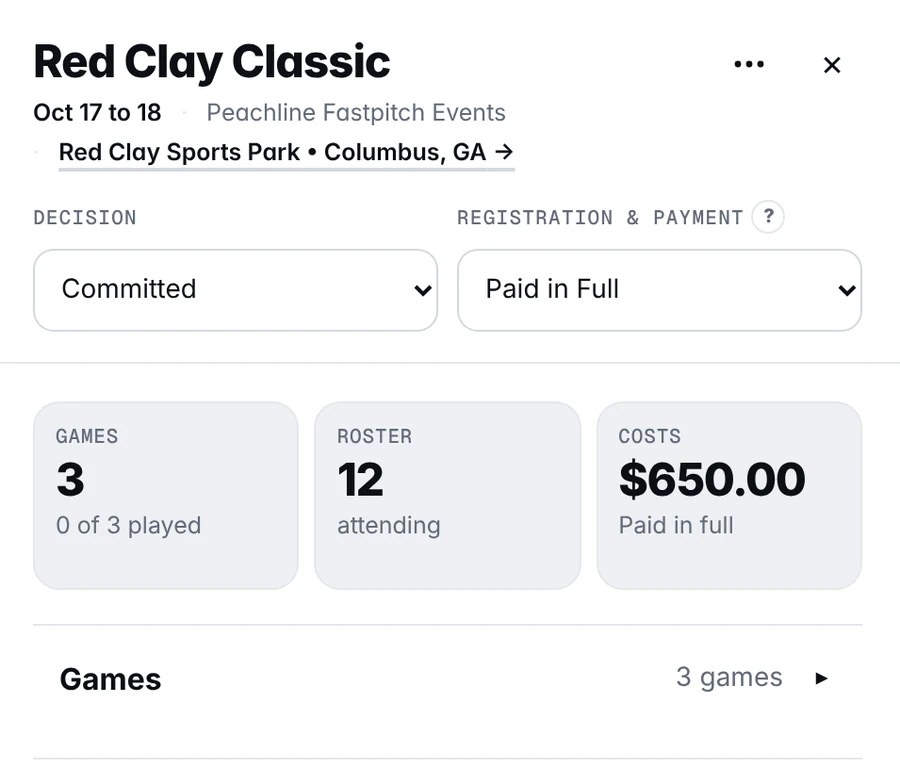 Red Clay Classic
Oct 17 to 18 · Peachline Fastpitch Events
· Red Clay Sports Park • Columbus, GA →
DECISION
REGISTRATION & PAYMENT ?
Committed
Paid in Full
GAMES
3
0 of 3 played
ROSTER
12
attending
COSTS
$650.00
Paid in full
Games
3 games